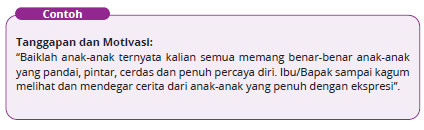 Contoh
Tanggapan dan Motivasi:
“Baiklah anak-anak ternyata kalian semua memang benar-benar anak-anak
yang pandai, pintar, cerdas dan penuh percaya diri. Ibu/Bapak sampai kagum
melihat dan mendegar cerita dari anak-anak yang penuh dengan ekspresi”.